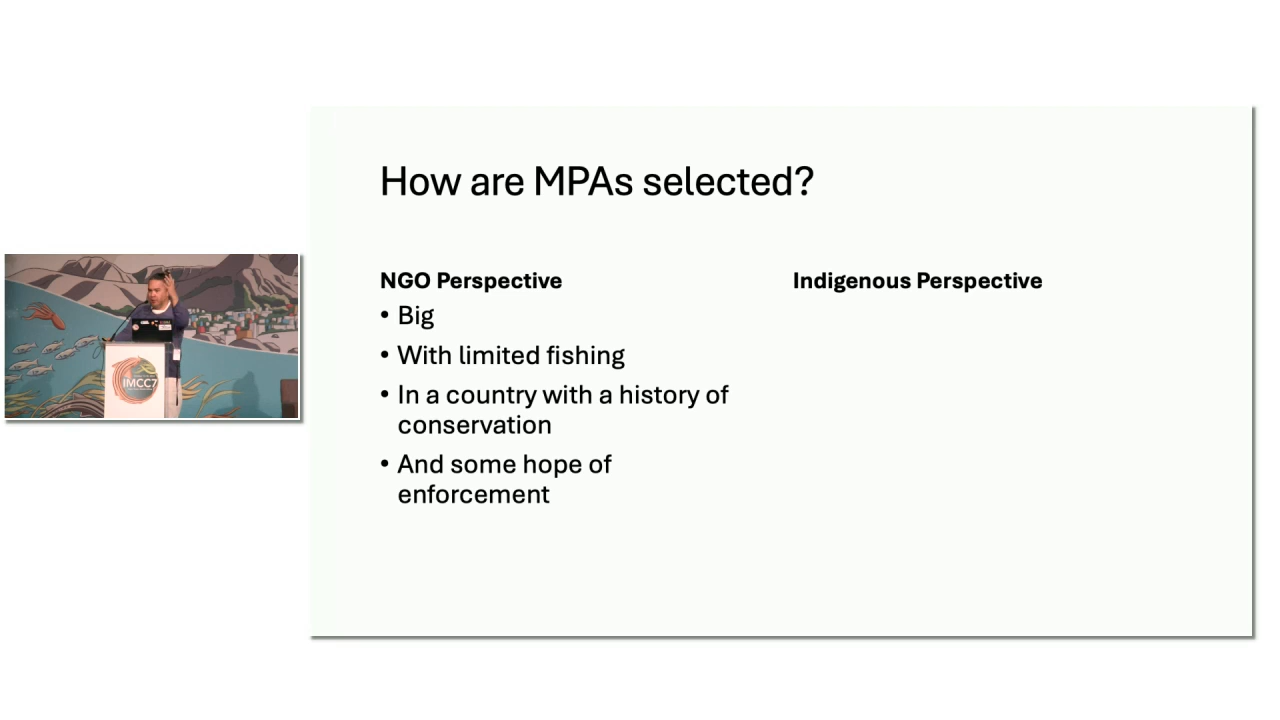 How are MPAs selected?
NGO Perspective
• Big
• With limited fishing
• In a country with a history of
conservation
• And some hope of
enforcement
Indigenous Perspective
IMCC7